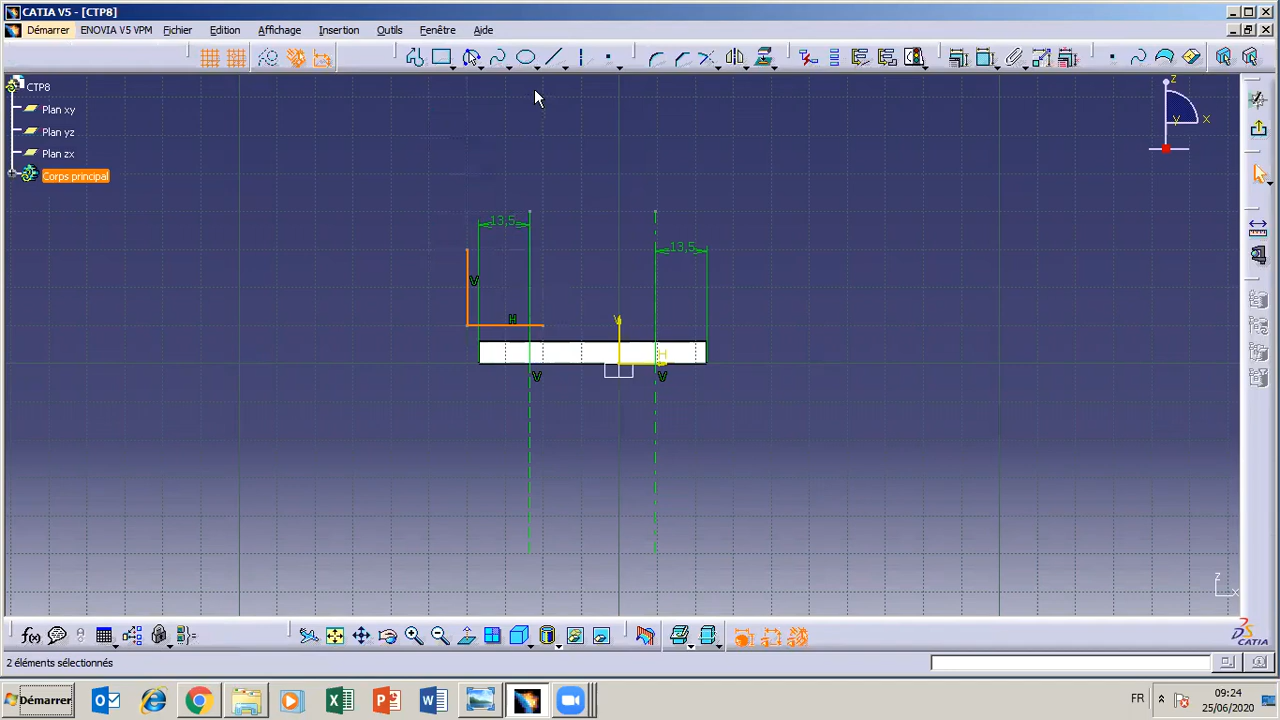 CATIA V5 - [CTP8]
Démarrer ENOVIA V5 VPM Fichier Edition Affichage Insertion Outils Fenêtre Aide
CTP8
Plan xy
Plan yz
Plan zx
Corps principal
z
x
y
13,5
13,5
V
H
V
H
V
V
Z
x
f(x)
CATIA
2 éléments sélectionnés
Démarrer
FR
09:24
25/06/2020